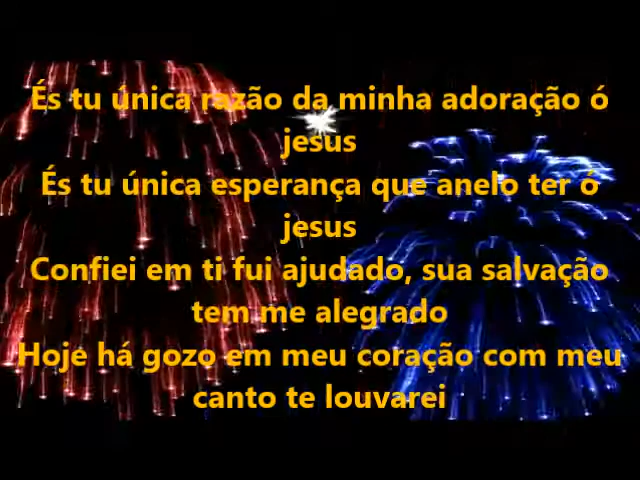 És tu única razão da minha adoração ó
jesus
És tu única esperança que anelo ter ó
jesus
Confiei em ti fui ajudado, sua salvação
tem me alegrado
Hoje há gozo em meu coração com meu
canto te louvarei